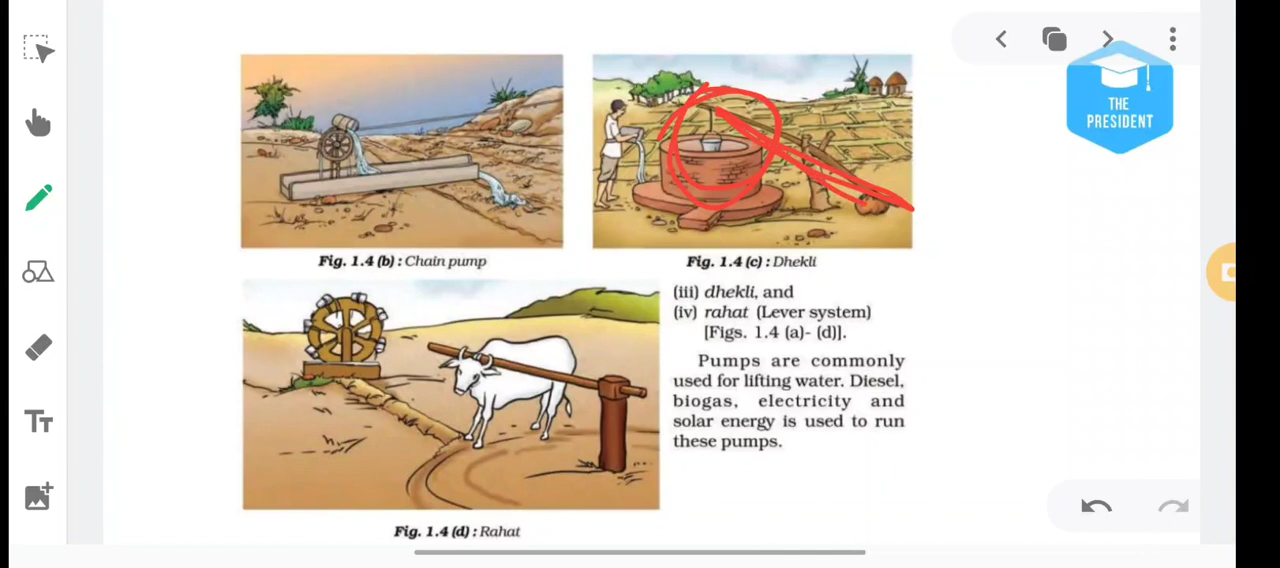 THE
PRESIDENT
Fig. 1.4 (b) : Chain pump
Fig. 1.4 (c) : Dhekli
(iii) dhekli, and
(iv) rahat (Lever system)
[Figs. 1.4 (a)- (d)].
Pumps are commonly
used for lifting water. Diesel,
biogas, electricity and
solar energy is used to run
these pumps.
Fig. 1.4 (d) : Rahat
TT